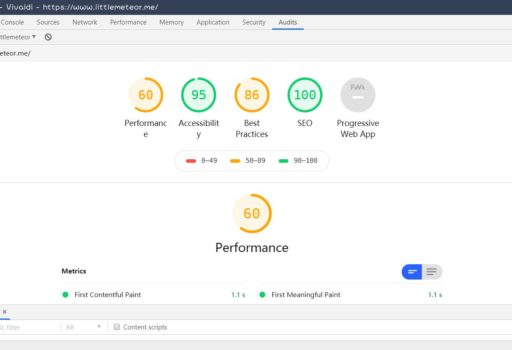 - Vivaldi - https://www.littlemeteor.me/
Console Sources Network Performance Memory Application Security Audits
ttlemeteor
eteor.me/
60 95 86 100 PWA
Performanc
e
Accessibilit
y
Best
Practices
SEO
Progressive
Web App
0–49 50–89 90–100
60
Performance
Metrics
First Contentful Paint 1.1 s First Meaningful Paint 1.1 s
×
filter All Content scripts